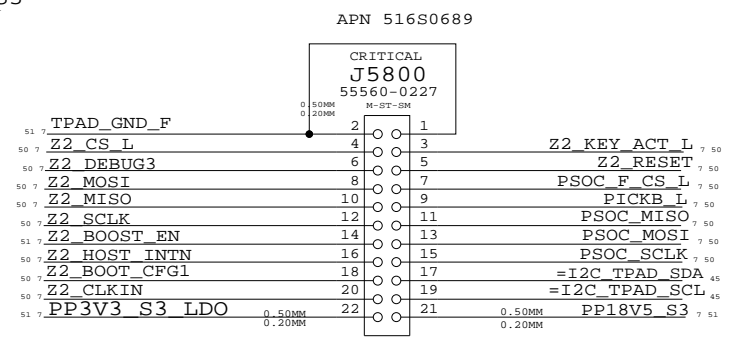 APN 516S0689
CRITICAL
J5800
55560-0227
M-ST-SM
0.50MM
0.20MM
51 7 TPAD_GND_F 2 1
50 7 Z2_CS_L 4 3 Z2_KEY_ACT_L 7 50
50 7 Z2_DEBUG3 6 5 Z2_RESET 7 50
50 7 Z2_MOSI 8 7 PSOC_F_CS_L 7 50
50 7 Z2_MISO 10 9 PICKB_L 7 50
50 7 Z2_SCLK 12 11 PSOC_MISO 7 50
51 7 Z2_BOOST_EN 14 13 PSOC_MOSI 7 50
50 7 Z2_HOST_INTN 16 15 PSOC_SCLK 7 50
50 7 Z2_BOOT_CFG1 18 17 =I2C_TPAD_SDA 45
50 7 Z2_CLKIN 20 19 =I2C_TPAD_SCL 45
51 7 PP3V3_S3_LDO 0.50MM 22 21 0.50MM PP18V5_S3 7 51
0.20MM 0.20MM